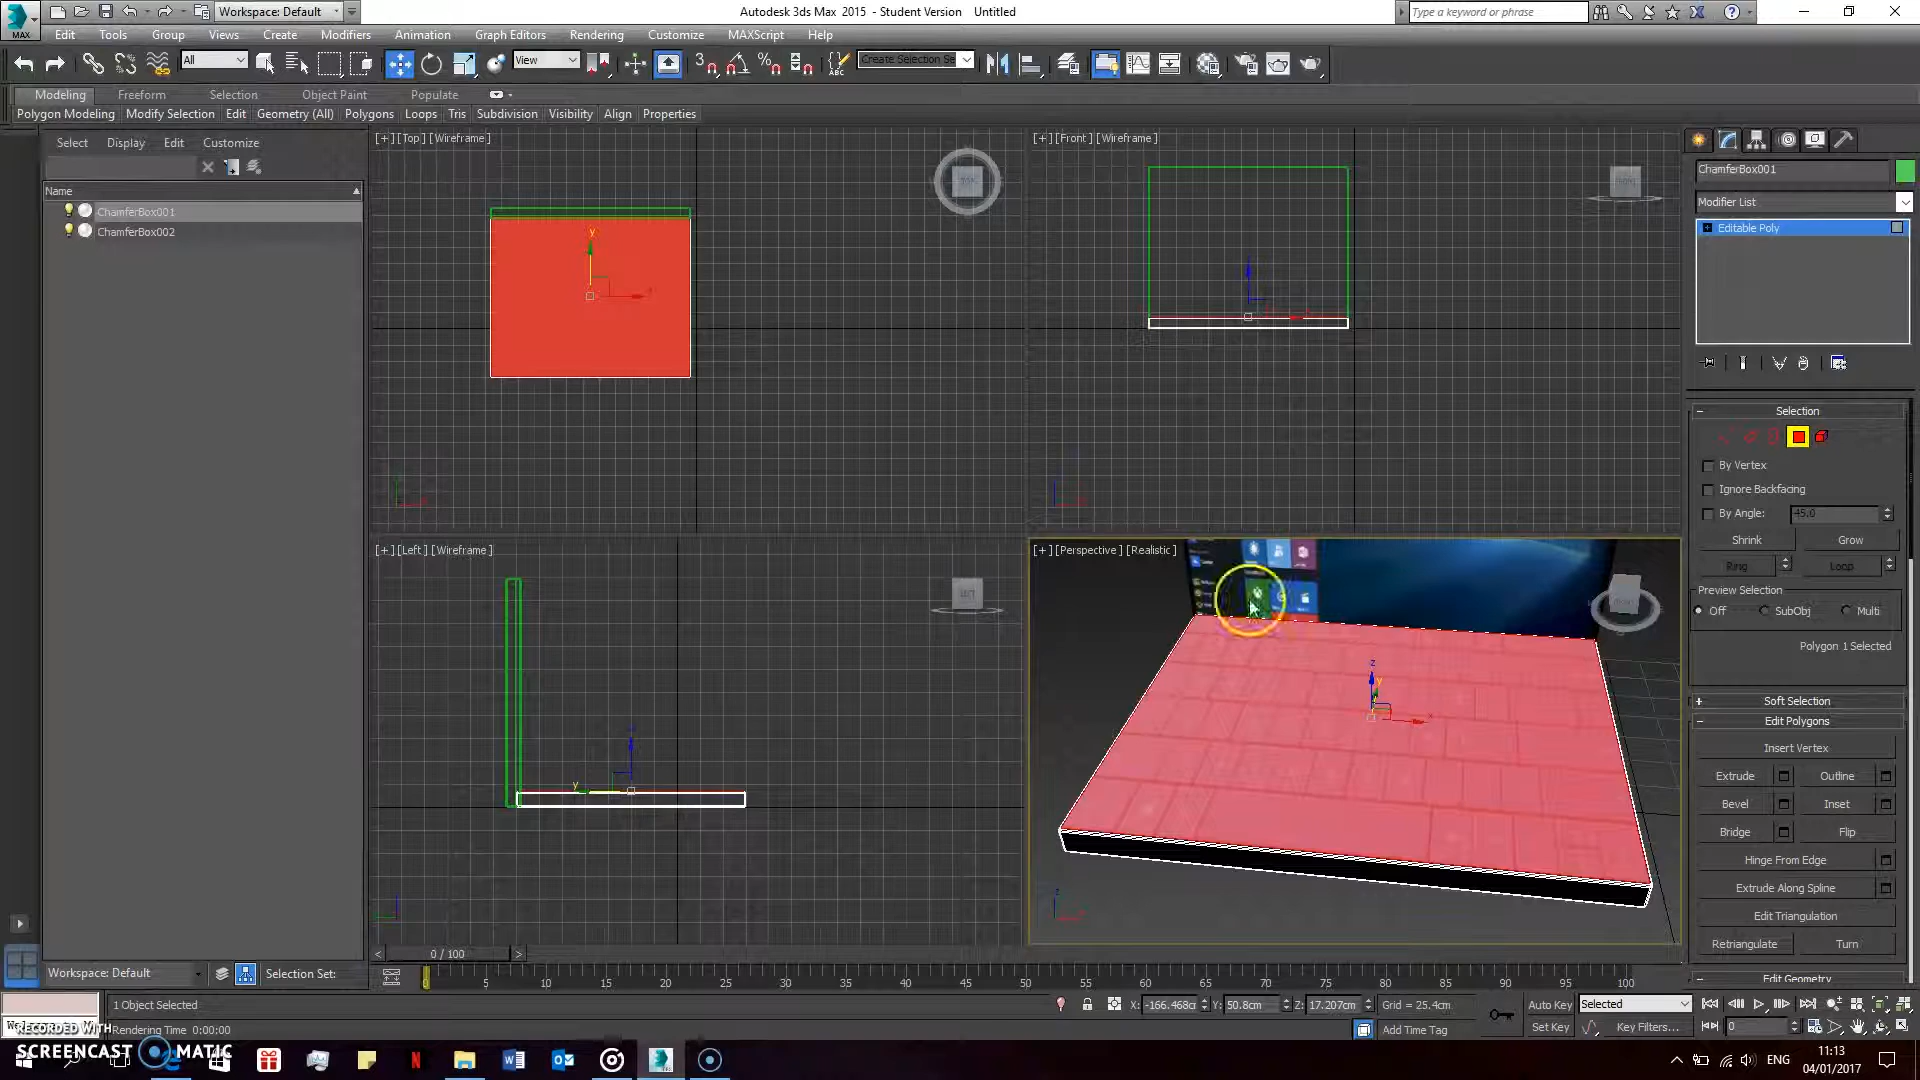 Workspace: Default
Autodesk 3ds Max 2015 - Student Version Untitled
Type a keyword or phrase
MAX
Edit Tools Group Views Create Modifiers Animation Graph Editors Rendering Customize MAXScript Help
All
View
Create Selection Se
Modeling Freeform Selection Object Paint Populate
Polygon Modeling Modify Selection Edit Geometry (All) Polygons Loops Tris Subdivision Visibility Align Properties
Select Display Edit Customize
Name
ChamferBox001
ChamferBox002
[+] [Top] [Wireframe]
TOP
[+] [Front] [Wireframe]
FRONT
[+] [Left] [Wireframe]
LEFT
[+] [Perspective] [Realistic]
ChamferBox001
Modifier List
Editable Poly
Selection
By Vertex
Ignore Backfacing
By Angle: 45.0
Shrink Grow
Ring Loop
Preview Selection
Off SubObj Multi
Polygon 1 Selected
Soft Selection
Edit Polygons
Insert Vertex
Extrude Outline
Bevel Inset
Bridge Flip
Hinge From Edge
Extrude Along Spline
Edit Triangulation
Retriangulate Turn
Edit Geometry
0 / 100
Workspace: Default
Selection Set:
0 5 10 15 20 25 30 35 40 45 50 55 60 65 70 75 80 85 90 95 100
1 Object Selected
X: -166.468cm Y: 50.8cm Z: 17.207cm Grid = 25.4cm
Auto Key Selected
Rendering Time 0:00:00
Add Time Tag
Set Key Key Filters... 0
RECORDED WITH
SCREENCAST MATIC
ENG
11:13
04/01/2017